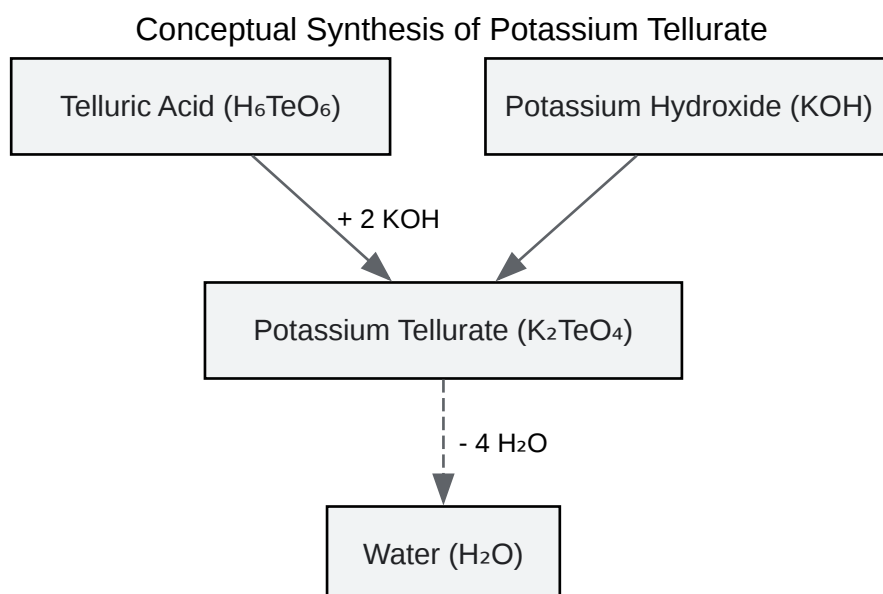 Conceptual Synthesis of Potassium Tellurate
Telluric Acid (H₆TeO₆)
Potassium Hydroxide (KOH)
+ 2 KOH
Potassium Tellurate (K₂TeO₄)
- 4 H₂O
Water (H₂O)